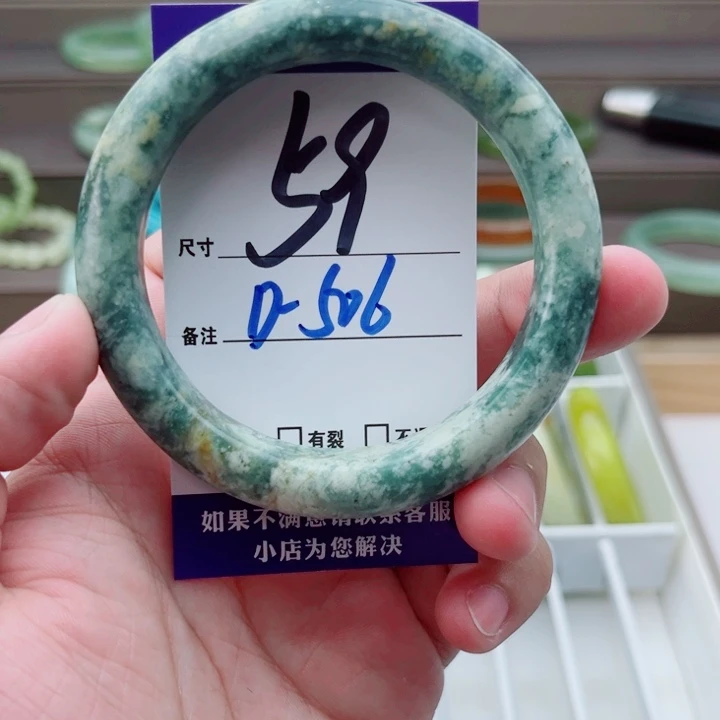 尺寸 59
备注 D-506
有裂
如果不满意请联系客服
小店为您解决